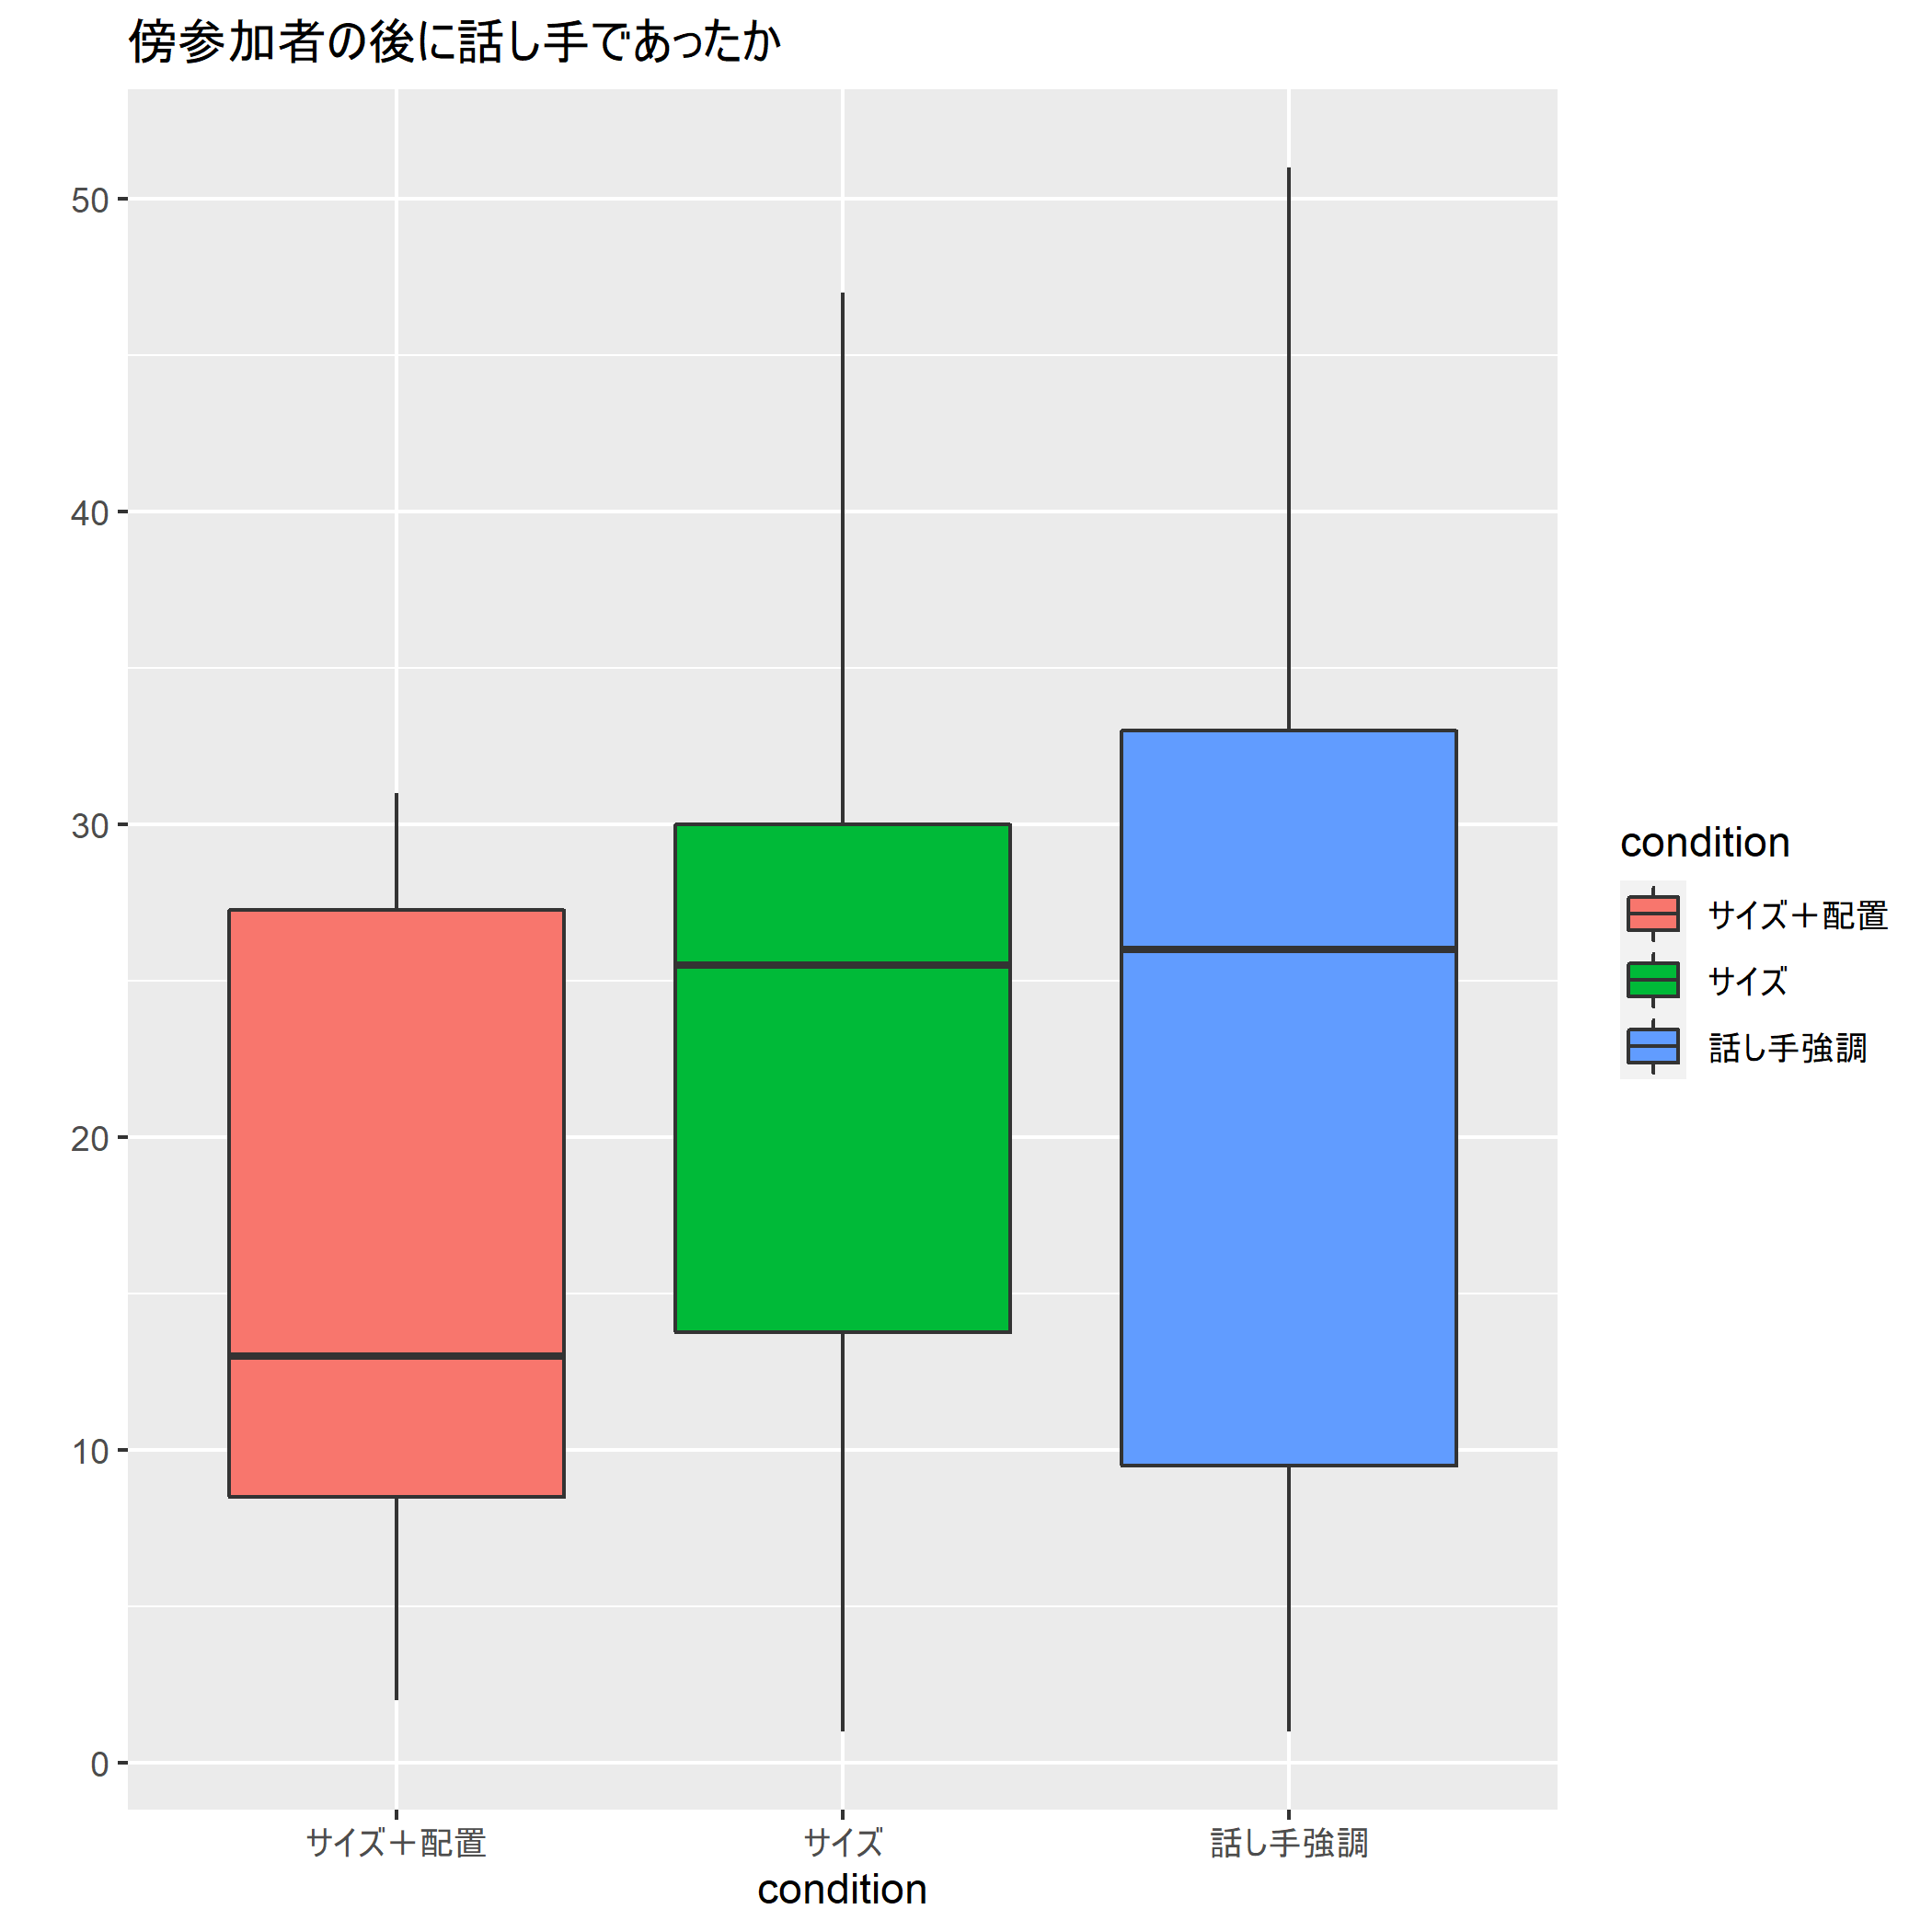 傍参加者の後に話し手であったか
50
40
30
20
10
0
サイズ＋配置
サイズ
話し手強調
condition
condition
サイズ＋配置
サイズ
話し手強調